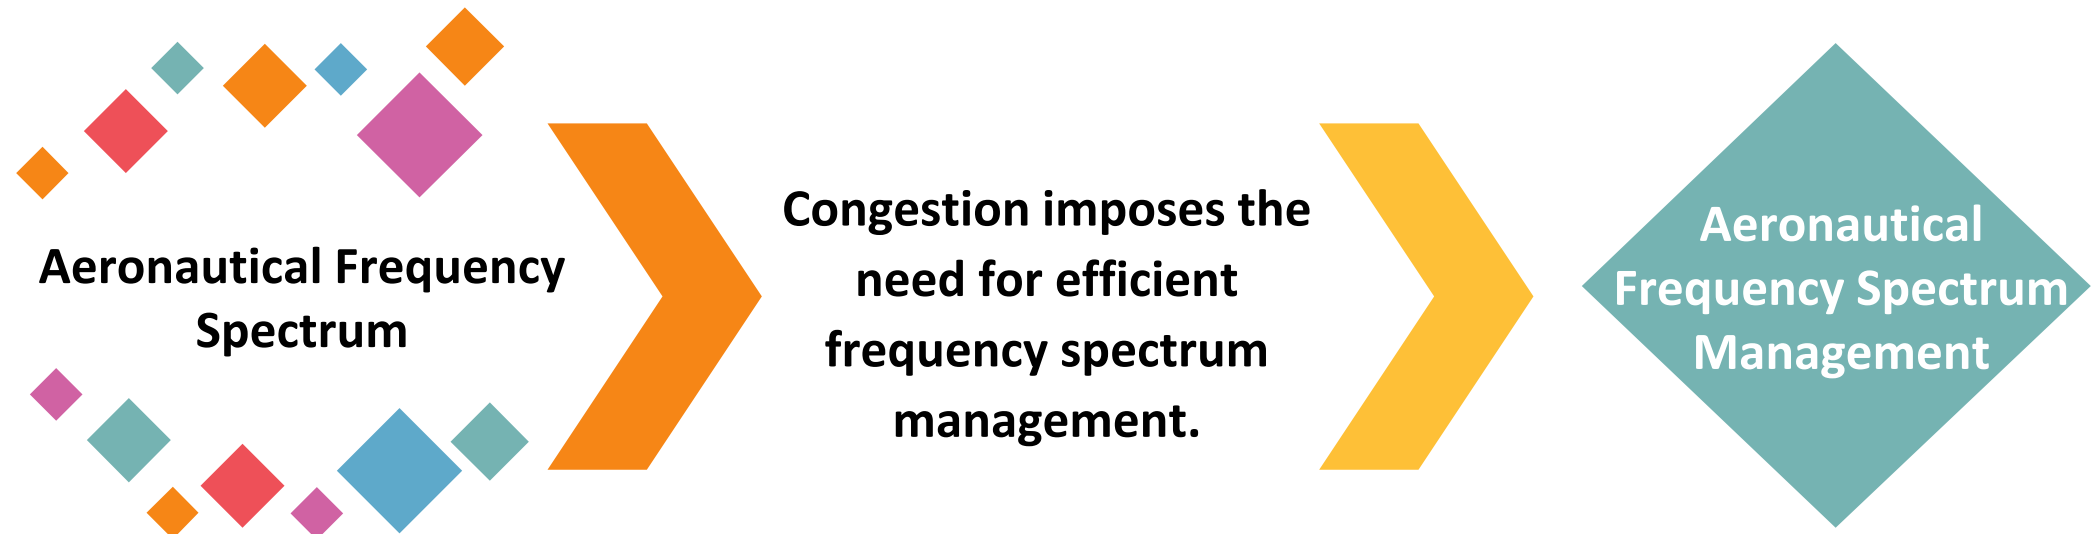 Aeronautical Frequency
Spectrum
Congestion imposes the
need for efficient
frequency spectrum
management.
Aeronautical
Frequency Spectrum
Management